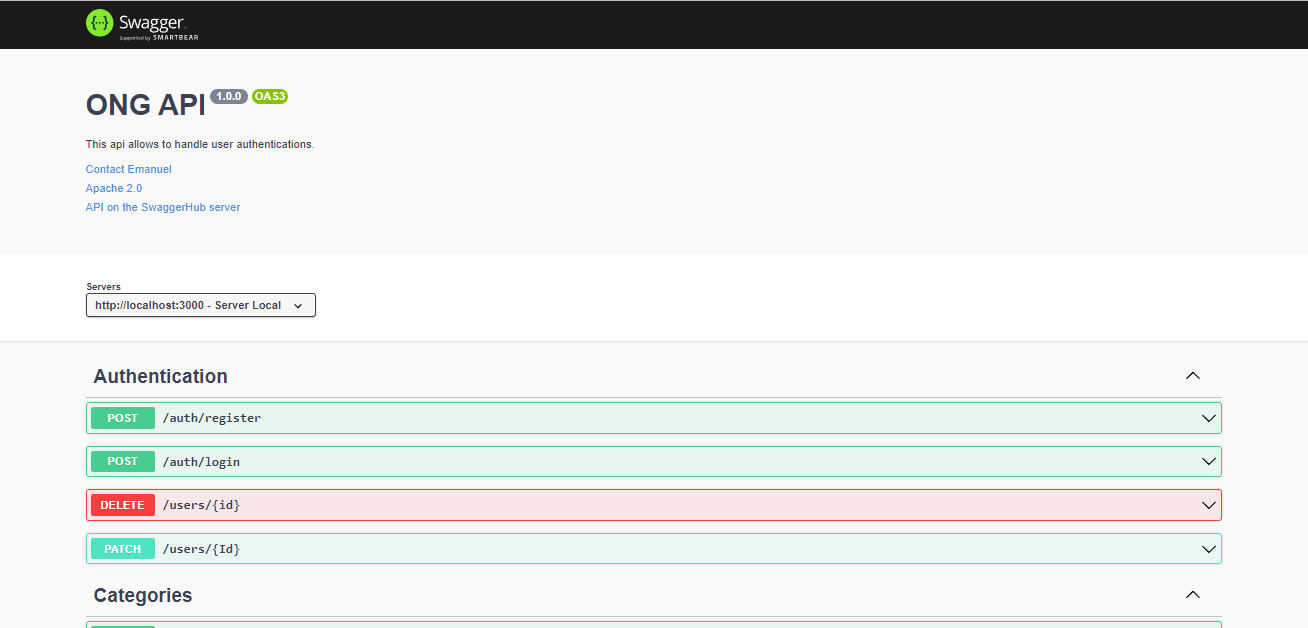 Swagger
Supported by SMARTBEAR
ONG API 1.0.0 OAS3
This api allows to handle user authentications.
Contact Emanuel
Apache 2.0
API on the SwaggerHub server
Servers
http://localhost:3000 - Server Local
Authentication
POST /auth/register
POST /auth/login
DELETE /users/{id}
PATCH /users/{Id}
Categories